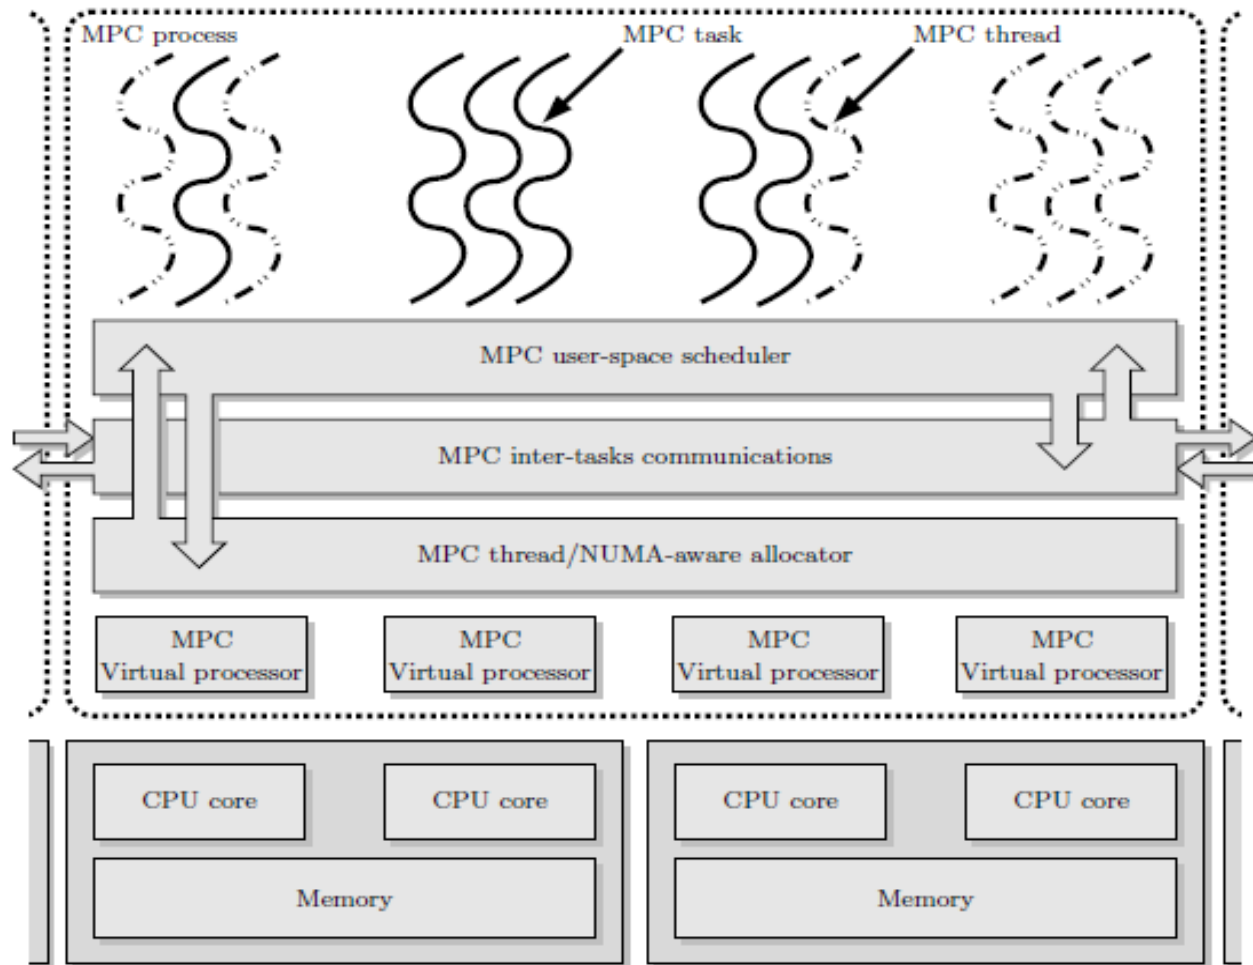 MPC process
MPC task
MPC thread
MPC user-space scheduler
MPC inter-tasks communications
MPC thread/NUMA-aware allocator
MPC
Virtual processor
MPC
Virtual processor
MPC
Virtual processor
MPC
Virtual processor
CPU core
CPU core
CPU core
CPU core
Memory
Memory